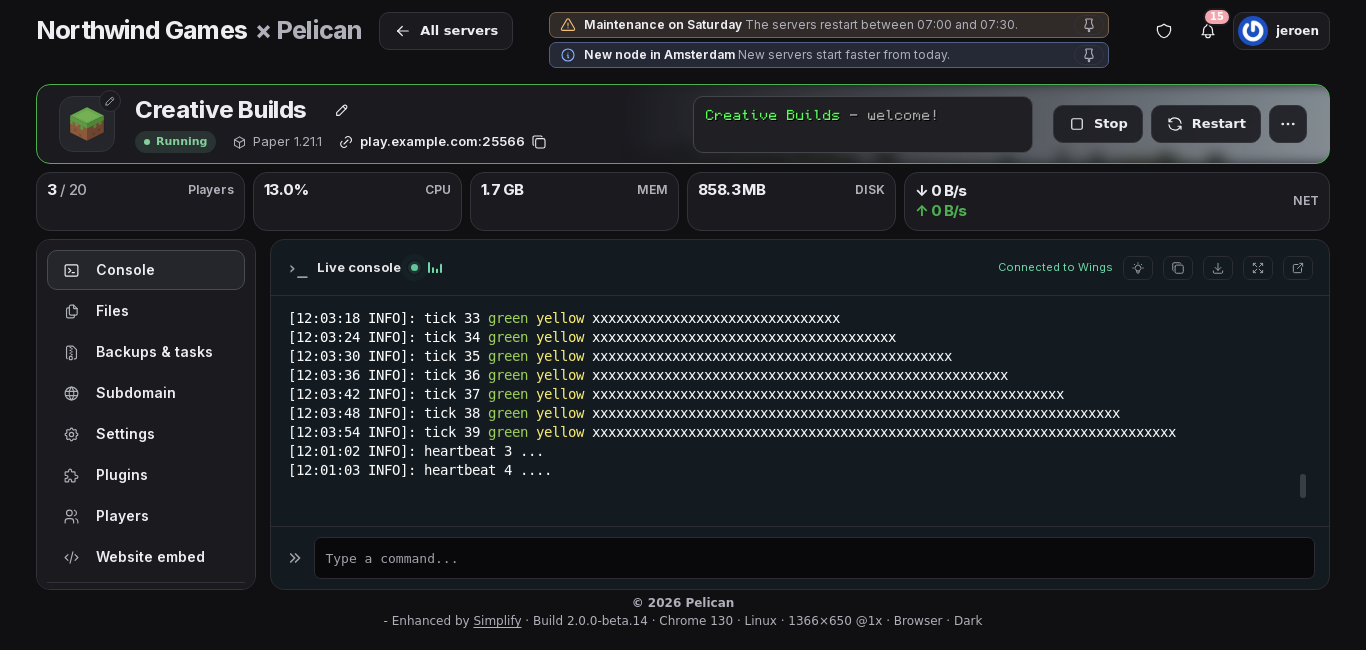 Northwind Games × Pelican
All servers
Maintenance on Saturday The servers restart between 07:00 and 07:30.
New node in Amsterdam New servers start faster from today.
15
jeroen
Creative Builds
Running
Paper 1.21.1
play.example.com:25566
Creative Builds – welcome!
Stop
Restart
3 / 20 Players
13.0% CPU
1.7 GB MEM
858.3 MB DISK
↓ 0 B/s
↑ 0 B/s
NET
Console
Files
Backups & tasks
Subdomain
Settings
Plugins
Players
Website embed
Live console
Connected to Wings
[12:03:18 INFO]: tick 33 green yellow xxxxxxxxxxxxxxxxxxxxxxxxxxxxxxx
[12:03:24 INFO]: tick 34 green yellow xxxxxxxxxxxxxxxxxxxxxxxxxxxxxxxxxxxxxx
[12:03:30 INFO]: tick 35 green yellow xxxxxxxxxxxxxxxxxxxxxxxxxxxxxxxxxxxxxxxxxxxxx
[12:03:36 INFO]: tick 36 green yellow xxxxxxxxxxxxxxxxxxxxxxxxxxxxxxxxxxxxxxxxxxxxxxxxxxxx
[12:03:42 INFO]: tick 37 green yellow xxxxxxxxxxxxxxxxxxxxxxxxxxxxxxxxxxxxxxxxxxxxxxxxxxxxxxxxxxx
[12:03:48 INFO]: tick 38 green yellow xxxxxxxxxxxxxxxxxxxxxxxxxxxxxxxxxxxxxxxxxxxxxxxxxxxxxxxxxxxxxxxxxx
[12:03:54 INFO]: tick 39 green yellow xxxxxxxxxxxxxxxxxxxxxxxxxxxxxxxxxxxxxxxxxxxxxxxxxxxxxxxxxxxxxxxxxxxxxxxxx
[12:01:02 INFO]: heartbeat 3 ...
[12:01:03 INFO]: heartbeat 4 ....
Type a command...
© 2026 Pelican
- Enhanced by Simplify · Build 2.0.0-beta.14 · Chrome 130 · Linux · 1366×650 @1x · Browser · Dark